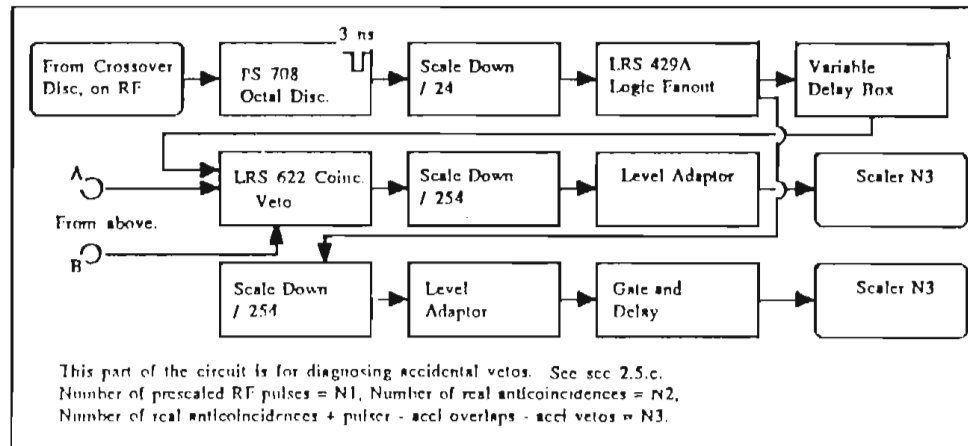 3 ns
From Crossover
Disc, on RF
PS 708
Octal Disc.
Scale Down
/ 24
LRS 429A
Logic Fanout
Variable
Delay Box
A
From above.
B
LRS 622 Coinc.
Veto
Scale Down
/ 254
Level Adaptor
Scaler N3
Scale Down
/ 254
Level
Adaptor
Gate and
Delay
Scaler N3
This part of the circuit is for diagnosing accidental vetos. See sec 2.5.c.
Number of prescaled RF pulses = N1, Number of real anticoincidences = N2,
Number of real anticoincidences + pulser - accl overlaps - accl vetos = N3.